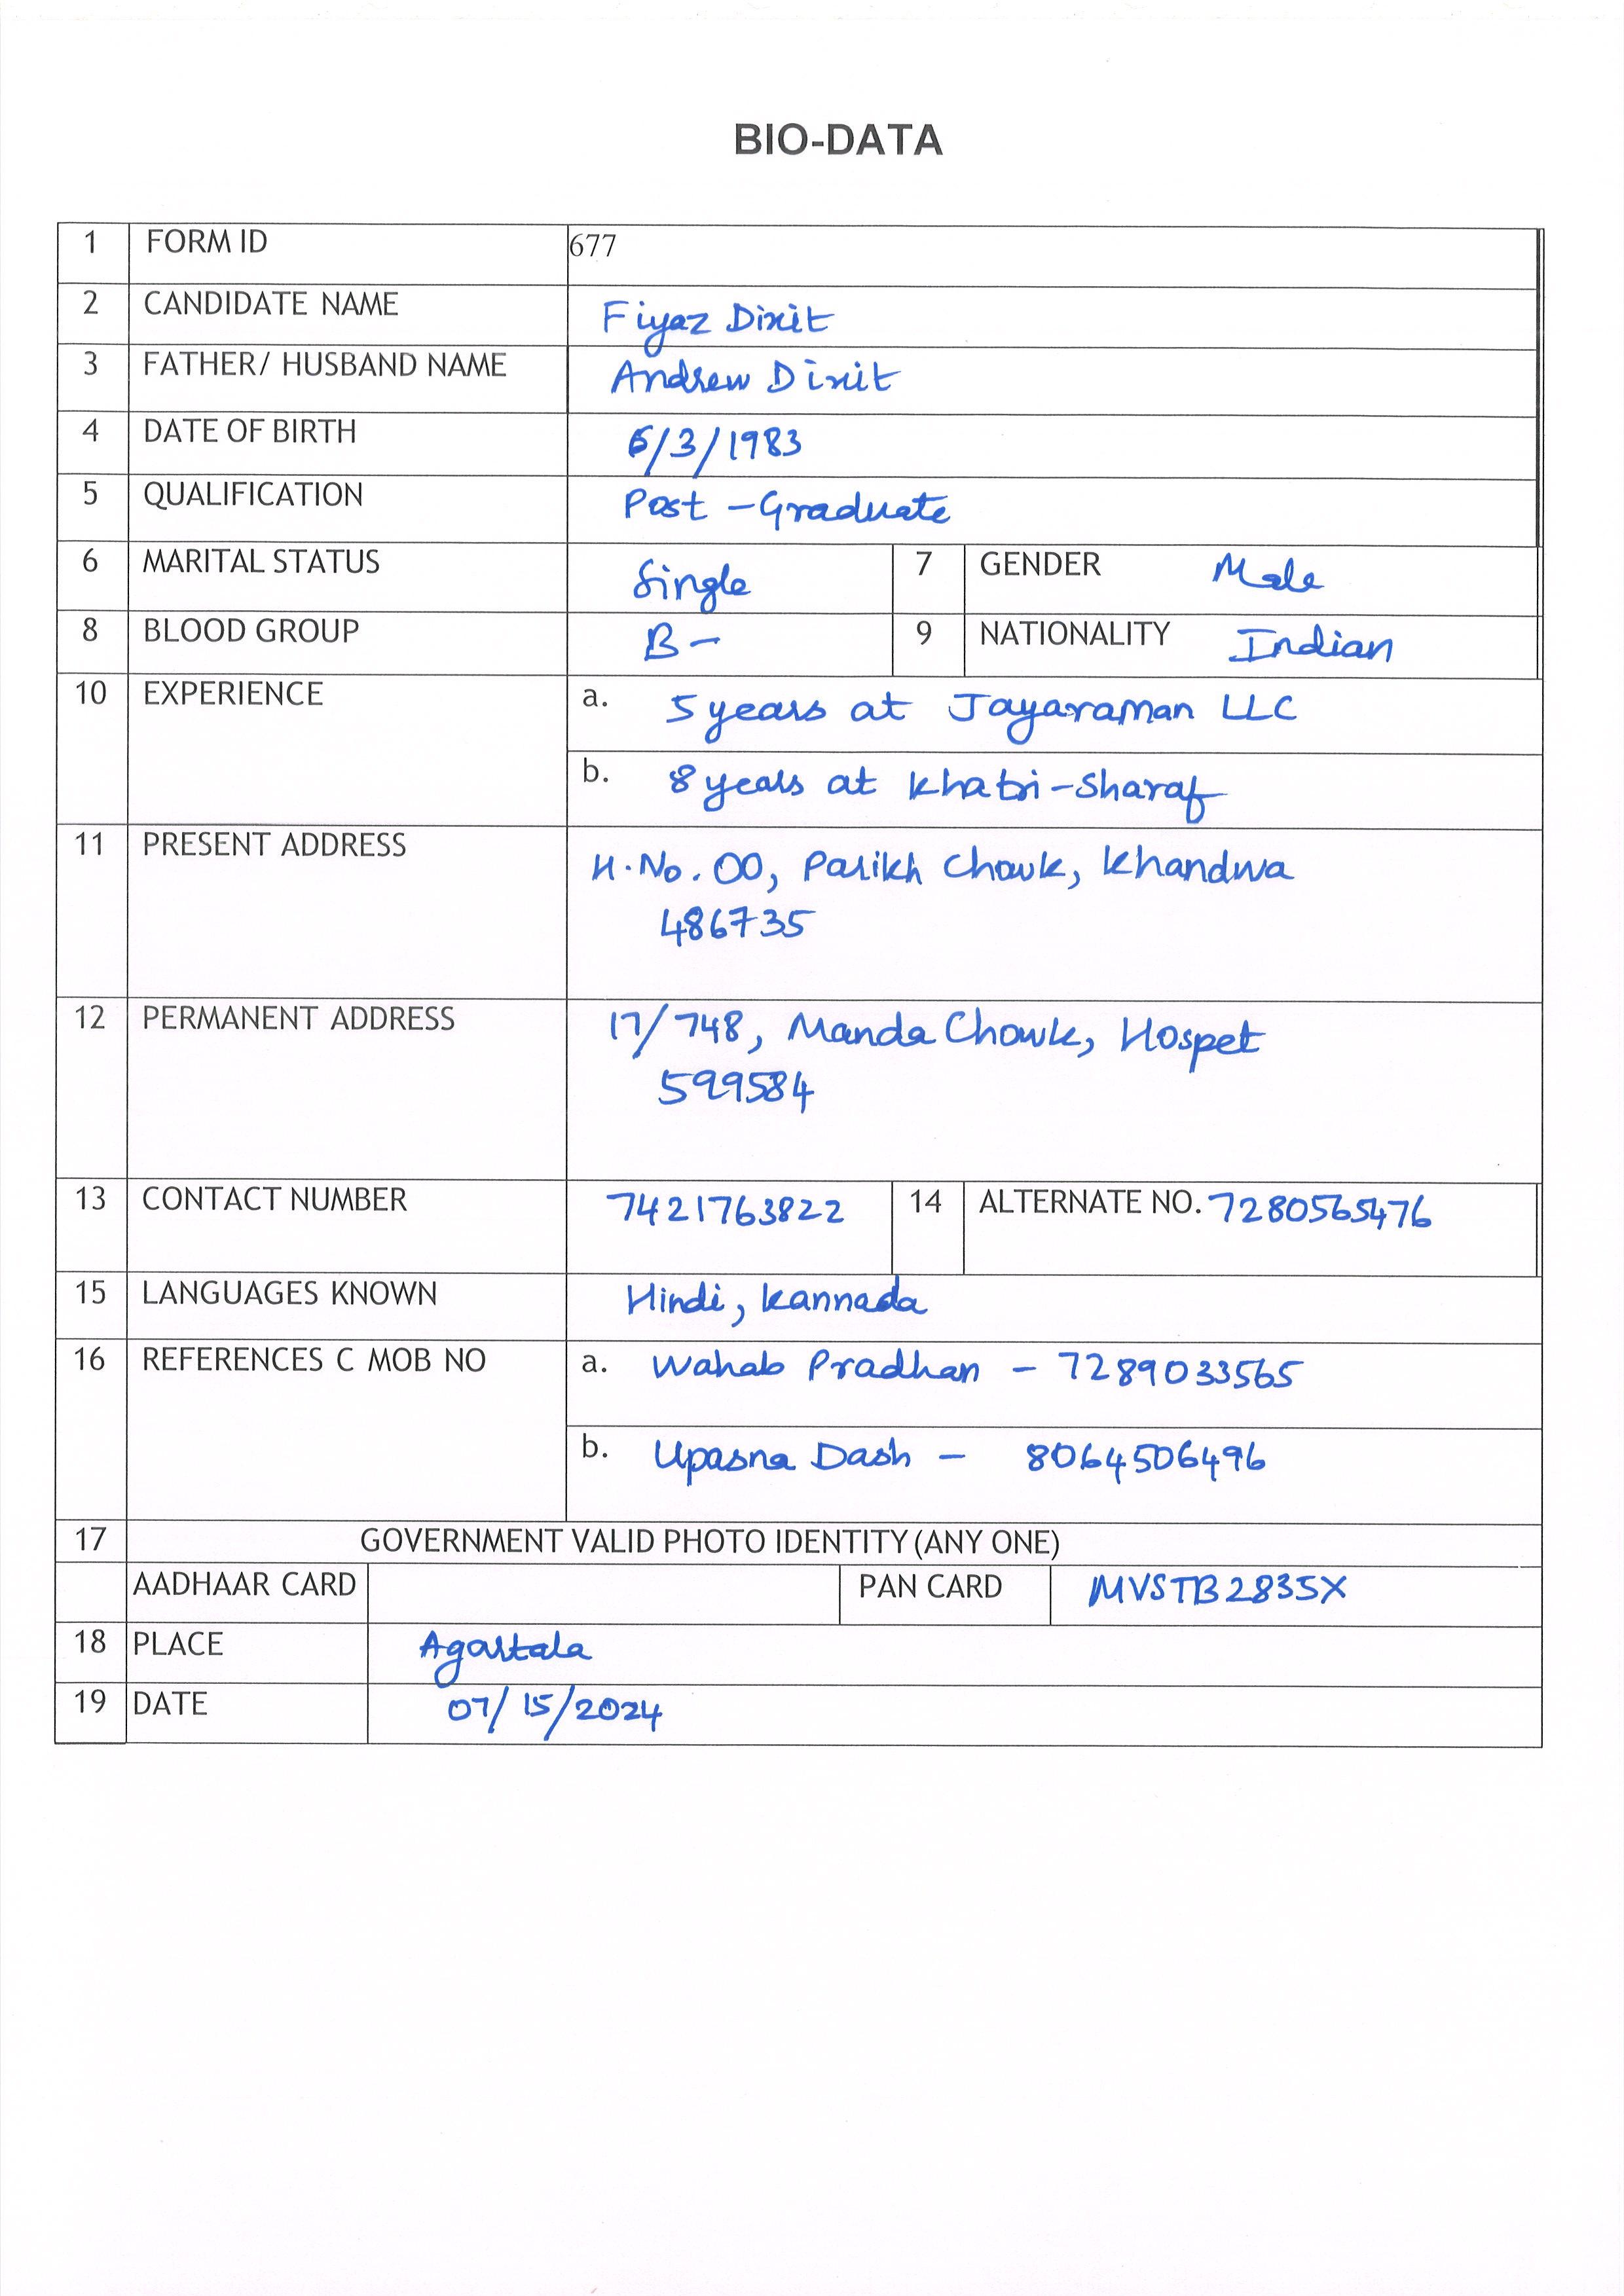 BIO-DATA
1 FORM ID 677
2 CANDIDATE NAME Fiyaz Dixit
3 FATHER/ HUSBAND NAME Andrew Dixit
4 DATE OF BIRTH 6/3/1983
5 QUALIFICATION Post-Graduate
6 MARITAL STATUS Single 7 GENDER Male
8 BLOOD GROUP B- 9 NATIONALITY Indian
10 EXPERIENCE a. 5 years at Jayaraman LLC
b. 8 years at Khatri-Sharaf
11 PRESENT ADDRESS H.No. 00, Parikh Chowk, Khandwa
486735
12 PERMANENT ADDRESS 17/748, Manda Chowk, Hospet
599584
13 CONTACT NUMBER 7421763822 14 ALTERNATE NO. 7280565476
15 LANGUAGES KNOWN Hindi, Kannada
16 REFERENCES C MOB NO a. Wahab Pradhan - 7289033565
b. Upasna Dash - 8064506496
17 GOVERNMENT VALID PHOTO IDENTITY (ANY ONE)
AADHAAR CARD PAN CARD MVSTB2835X
18 PLACE Agartala
19 DATE 07/15/2024